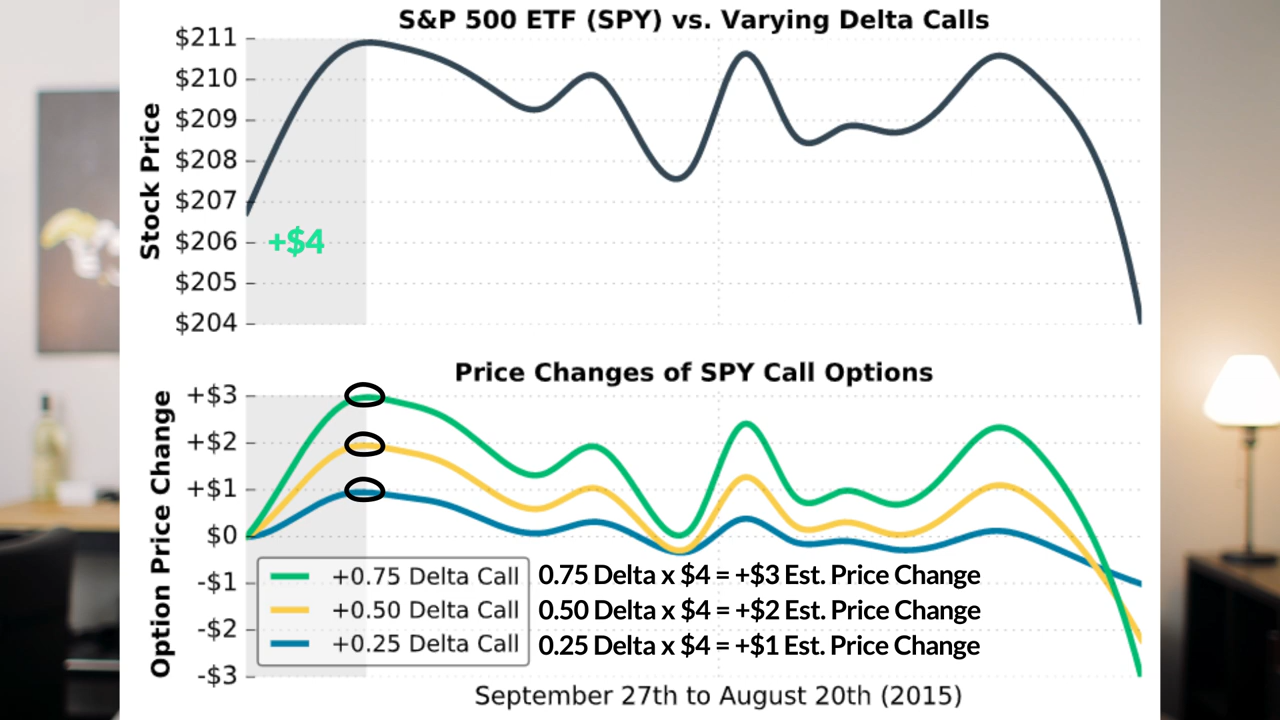 S&P 500 ETF (SPY) vs. Varying Delta Calls
Stock Price
$211
$210
$209
$208
$207
$206
$205
$204
+$4
Price Changes of SPY Call Options
Option Price Change
+$3
+$2
+$1
$0
-$1
-$2
-$3
+0.75 Delta Call
0.75 Delta x $4 = +$3 Est. Price Change
+0.50 Delta Call
0.50 Delta x $4 = +$2 Est. Price Change
+0.25 Delta Call
0.25 Delta x $4 = +$1 Est. Price Change
September 27th to August 20th (2015)